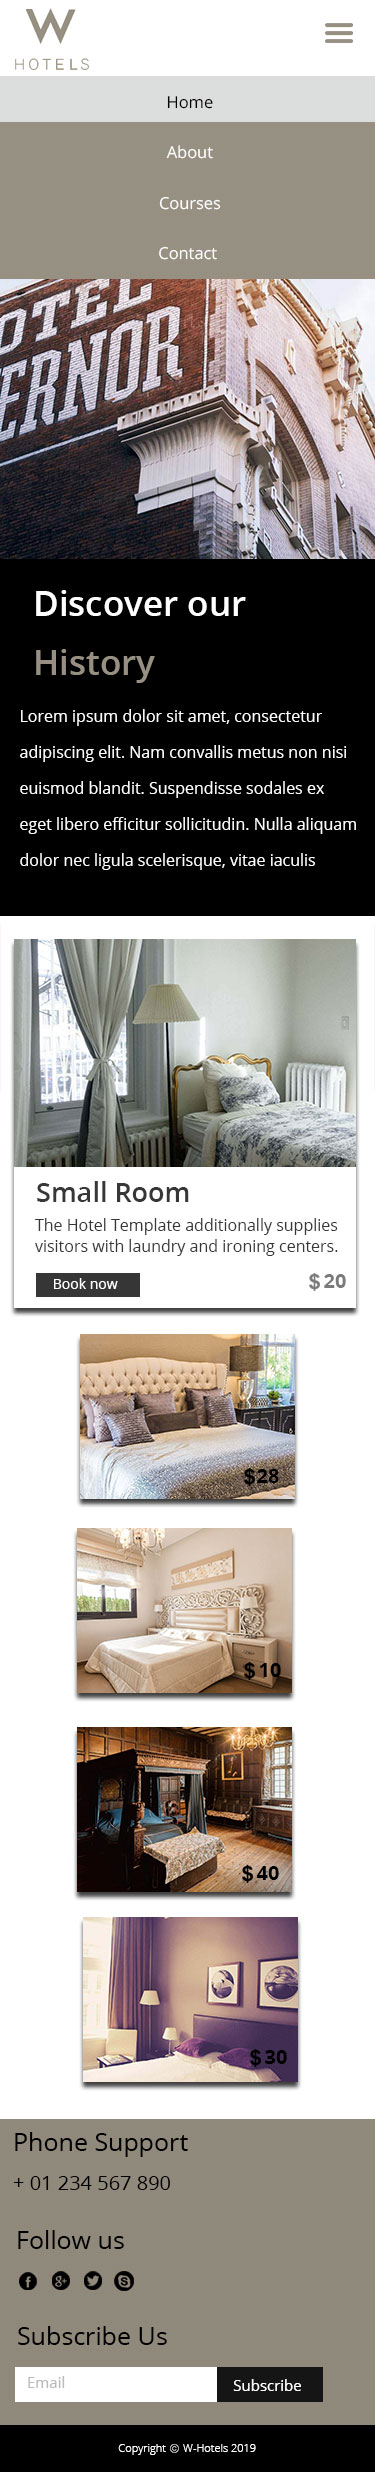 W
HOTELS
Home
About
Courses
Contact
OTEL
ERNOR
Discover our
History
Lorem ipsum dolor sit amet, consectetur
adipiscing elit. Nam convallis metus non nisi
euismod blandit. Suspendisse sodales ex
eget libero efficitur sollicitudin. Nulla aliquam
dolor nec ligula scelerisque, vitae iaculis
Small Room
The Hotel Template additionally supplies
visitors with laundry and ironing centers.
Book now $20
$28
$10
$40
$30
Phone Support
+ 01 234 567 890
Follow us
Subscribe Us
Email Subscribe
Copyright © W-Hotels 2019